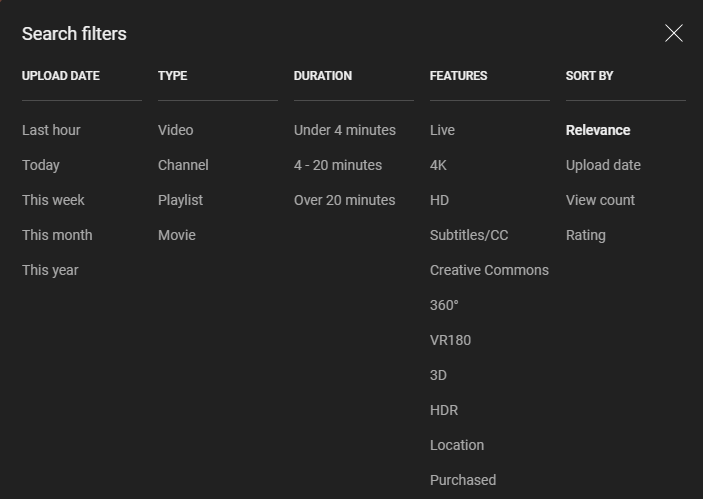 Search filters
UPLOAD DATE
Last hour
Today
This week
This month
This year
TYPE
Video
Channel
Playlist
Movie
DURATION
Under 4 minutes
4 - 20 minutes
Over 20 minutes
FEATURES
Live
4K
HD
Subtitles/CC
Creative Commons
360°
VR180
3D
HDR
Location
Purchased
SORT BY
Relevance
Upload date
View count
Rating